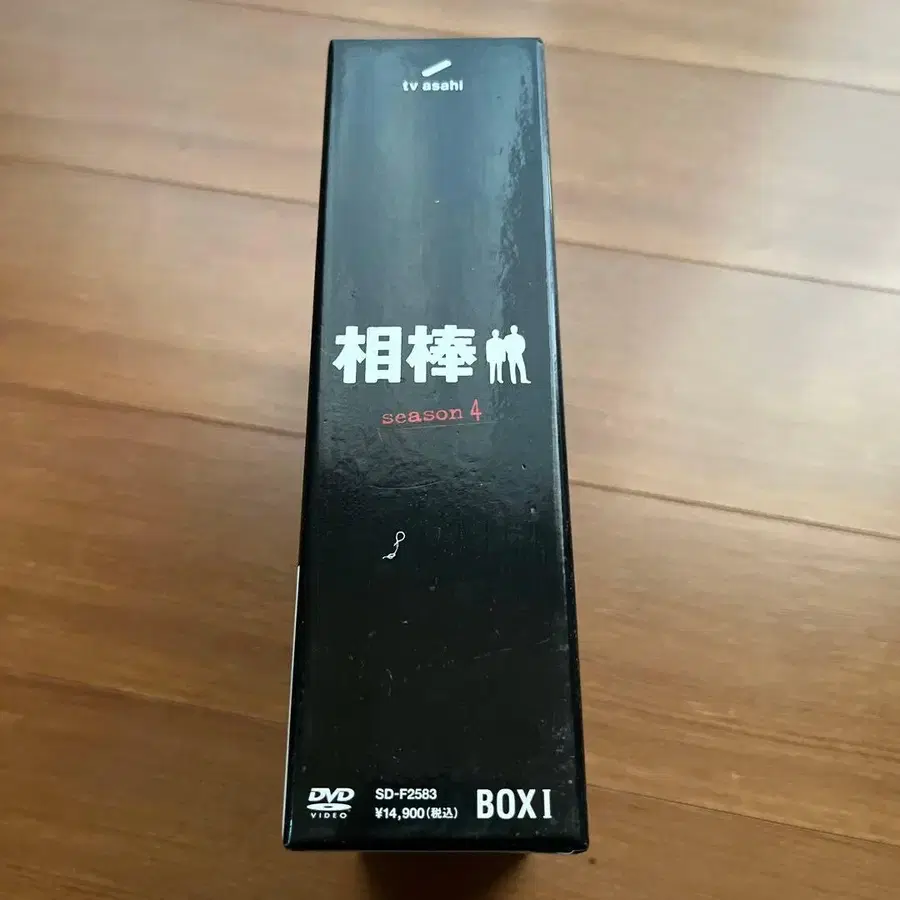 tv asahi
相棒
season 4
DVD VIDEO
SD-F2583
¥14,900(税込)
BOX I